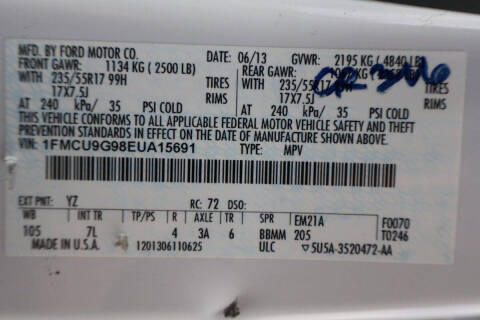 MFD. BY FORD MOTOR CO.
06/13 GVWR: 2195 KG (4840 LB)
FRONT GAWR: 1134 KG (2500 LB) REAR GAWR:
WITH 235/55R17 99H TIRES WITH 235/55R17 TIRES
17X7.5J RIMS 17X7.5J RIMS
AT 240 kPa/ 35 PSI COLD AT 240 kPa/ 35 PSI COLD
THIS VEHICLE CONFORMS TO ALL APPLICABLE FEDERAL MOTOR VEHICLE SAFETY AND
BUMPER STANDARDS IN EFFECT ON THE DATE OF MANUFACTURE SHOWN ABOVE.
VIN: 1FMCU9G98EUA15691 TYPE: MPV
EXT PNT: YZ RC: 72 DSO: F0070
WB INT TR TP/PS R AXLE TR SPR EM21A T0246
105 7L 4 3A 6 BBMM 205
MADE IN U.S.A. 1201306110625 ULC 5U5A-3520472-AA